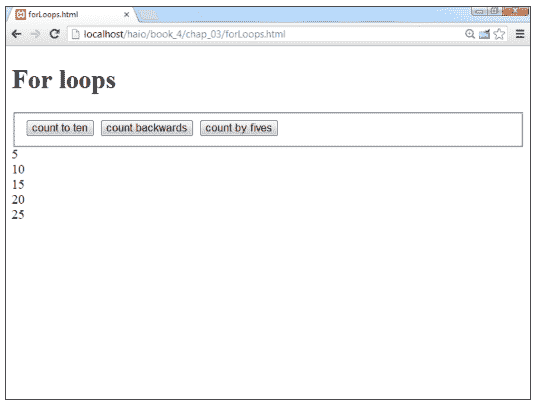 forLoops.html
localhost/haio/book_4/chap_03/forLoops.html
For loops
count to ten count backwards count by fives
5
10
15
20
25